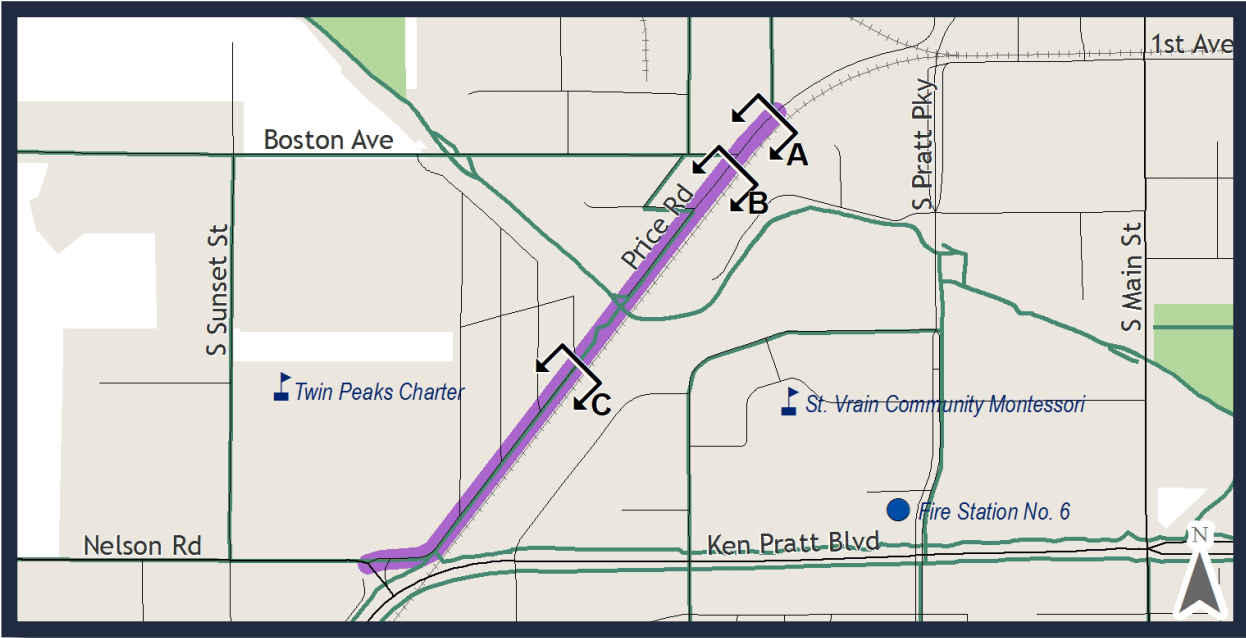 1st Ave
S Pratt Pky
Boston Ave
A
B
Price Rd
S Sunset St
S Main St
Twin Peaks Charter
C
St. Vrain Community Montessori
Fire Station No. 6
Nelson Rd
Ken Pratt Blvd
N